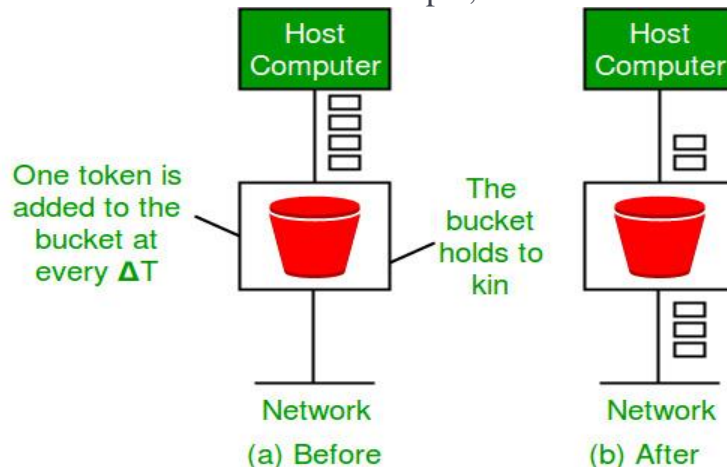 Host
Computer
One token is
added to the
bucket at
every ΔT
The
bucket
holds to
kin
Network
(a) Before
Host
Computer
Network
(b) After